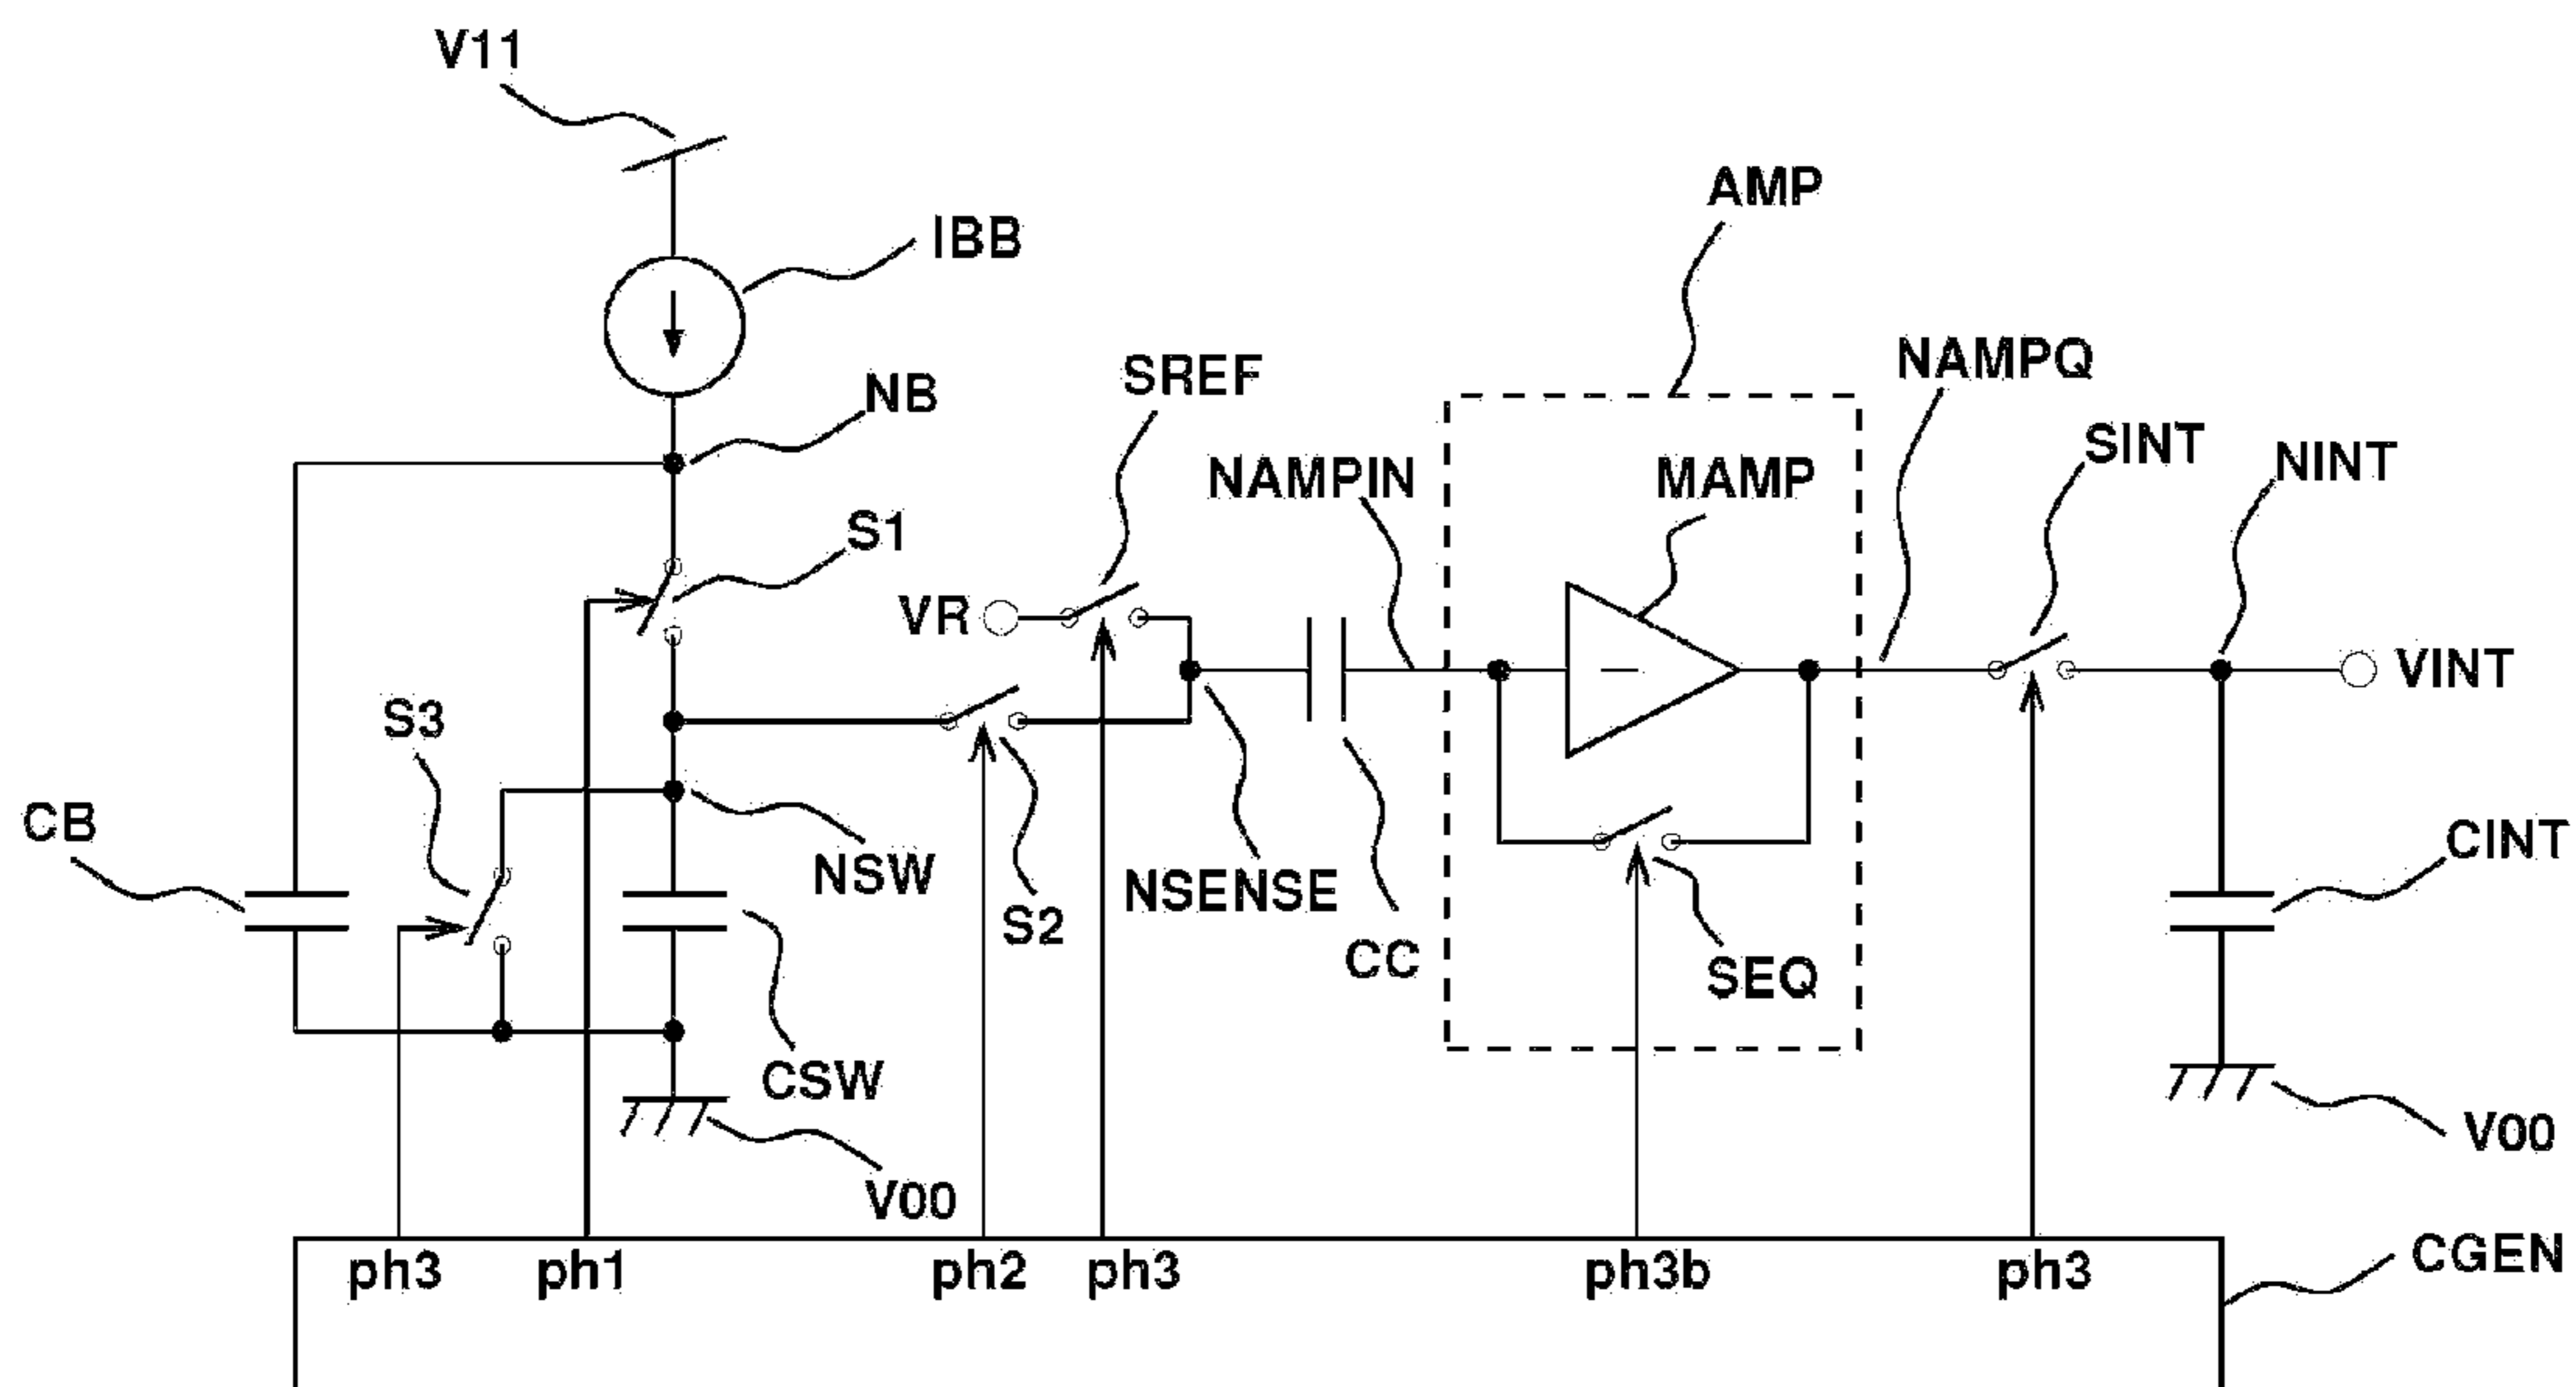 V11
AMP
IBB
SREF
NAMPQ
NB
SINT
NINT
NAMPIN
MAMP
S1
VR
VINT
S3
CB
NSW
NSENSE
S2
CINT
CC
SEQ
CSW
V00
V00
ph3 ph1 ph2 ph3 ph3b ph3
CGEN